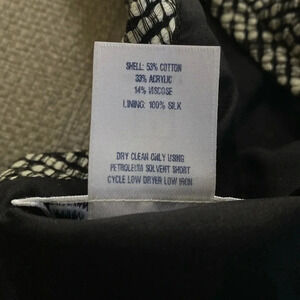 SHELL: 53% COTTON
33% ACRYLIC
14% VISCOSE
LINING: 100% SILK
DRY CLEAN ONLY USING
PETROLEUM SOLVENT SHORT
CYCLE LOW DRYER LOW IRON